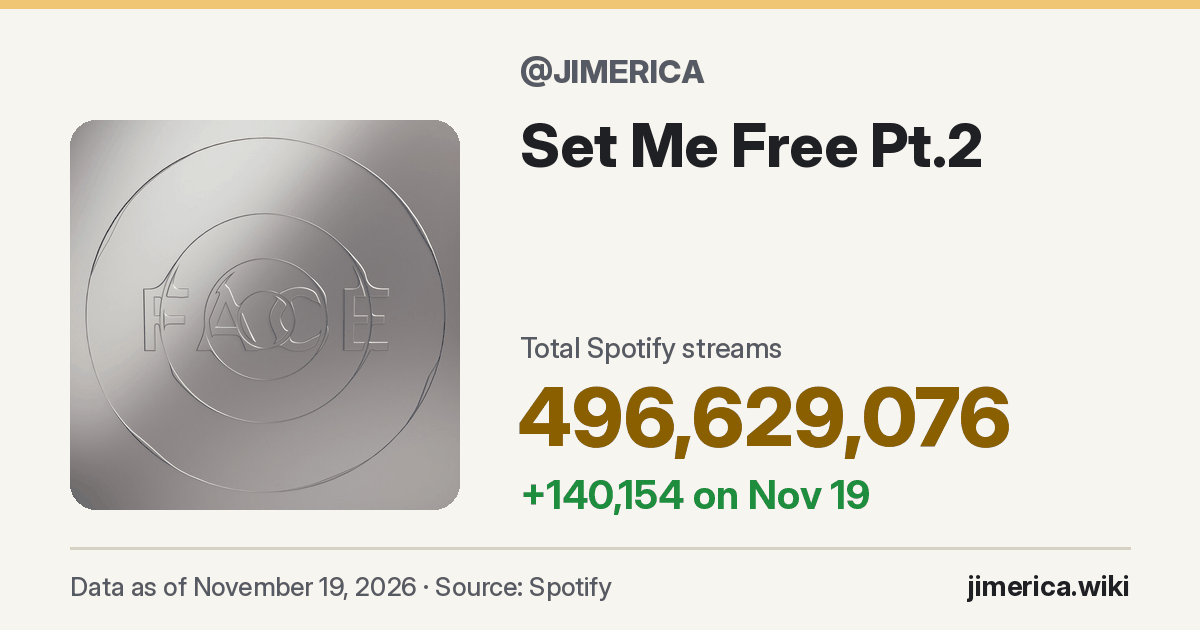 @JIMERICA
Set Me Free Pt.2
FACE
Total Spotify streams
496,629,076
+140,154 on Nov 19
Data as of November 19, 2026 · Source: Spotify
jimerica.wiki